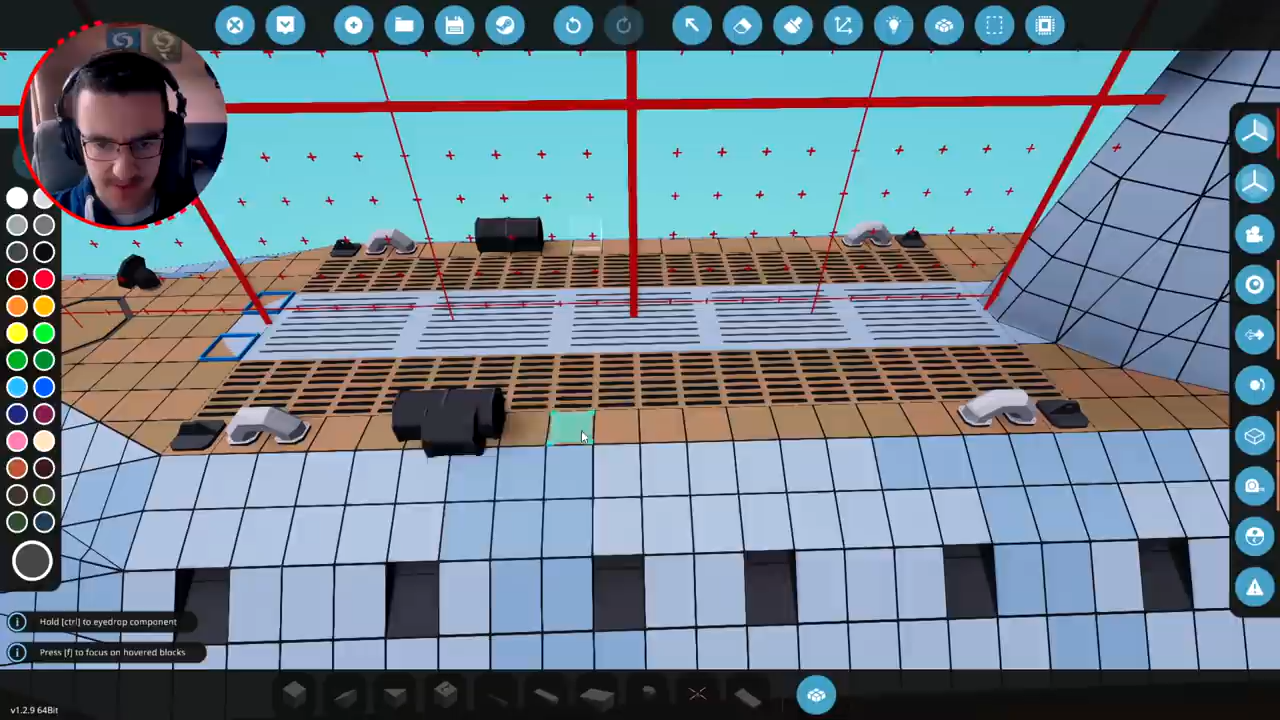 Hold [ctrl] to eyedrop component
Press [f] to focus on hovered blocks
v1.2.9 64Bit